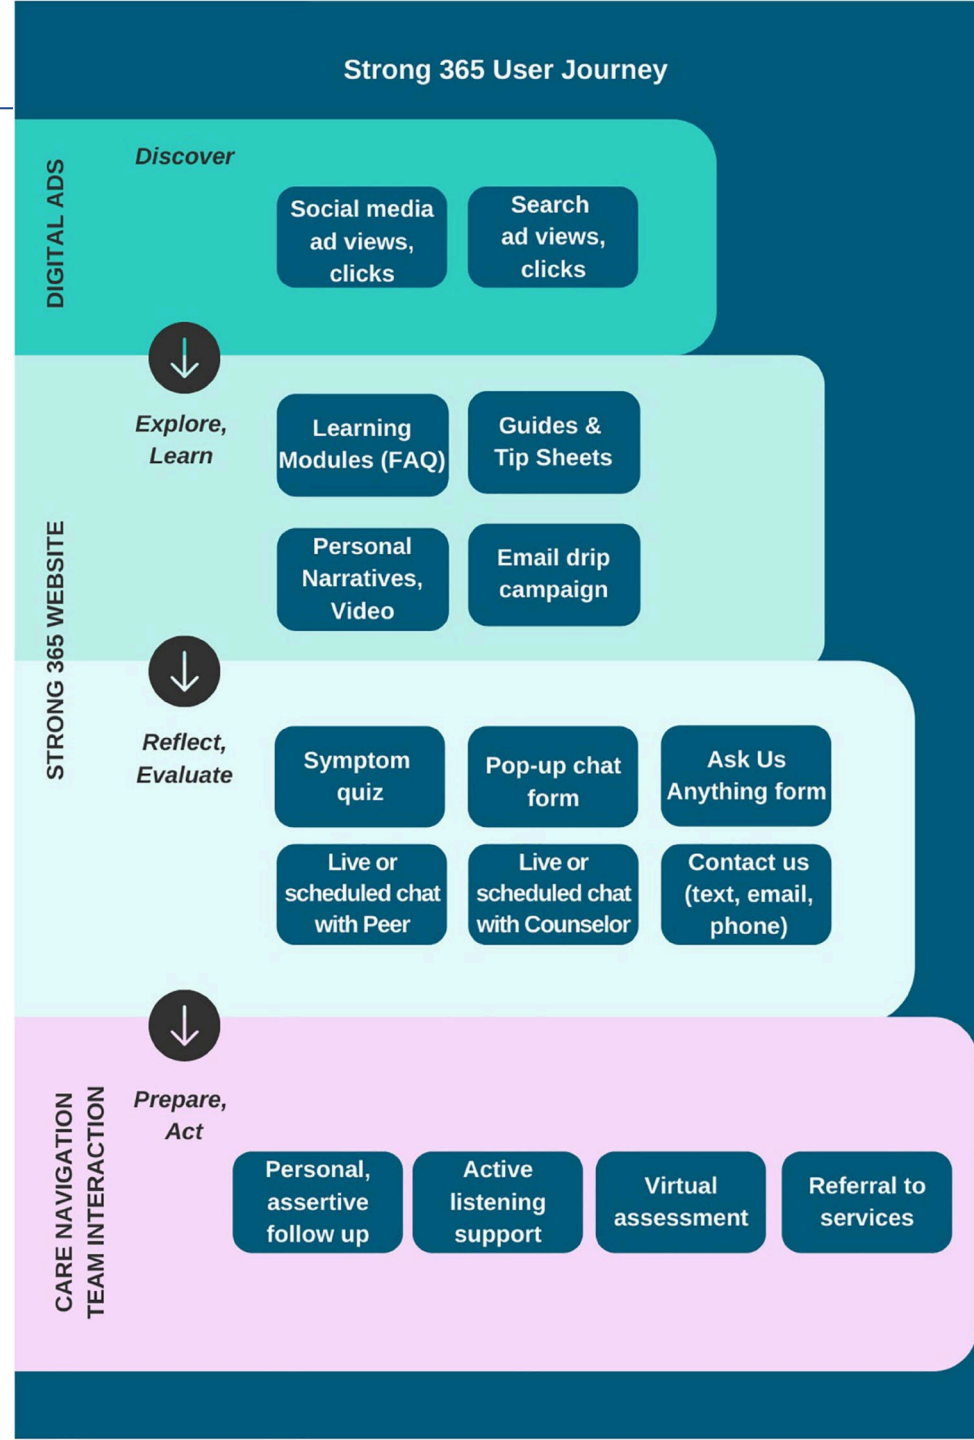 Strong 365 User Journey
DIGITAL ADS
Discover
Social media
ad views,
clicks
Search
ad views,
clicks
STRONG 365 WEBSITE
Explore,
Learn
Learning
Modules (FAQ)
Guides &
Tip Sheets
Personal
Narratives,
Video
Email drip
campaign
Reflect,
Evaluate
Symptom
quiz
Pop-up chat
form
Ask Us
Anything form
Live or
scheduled chat
with Peer
Live or
scheduled chat
with Counselor
Contact us
(text, email,
phone)
CARE NAVIGATION
TEAM INTERACTION
Prepare,
Act
Personal,
assertive
follow up
Active
listening
support
Virtual
assessment
Referral to
services